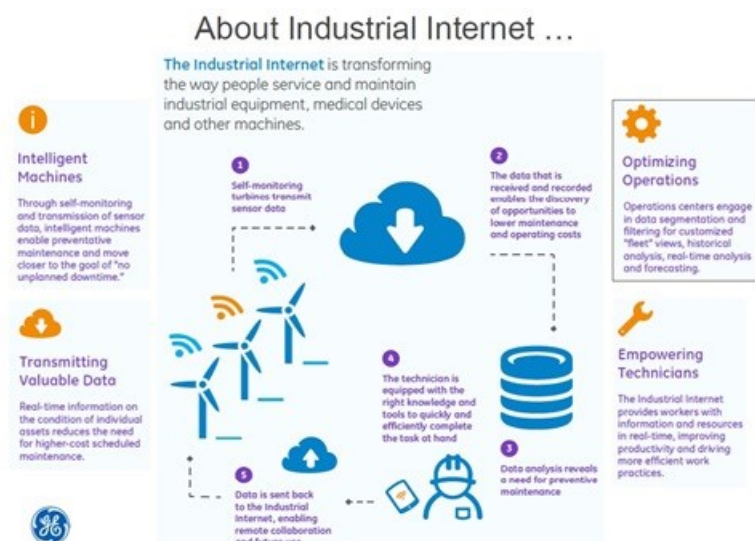 About Industrial Internet ...
The Industrial Internet is transforming
the way people service and maintain
industrial equipment, medical devices
and other machines.
i
Intelligent
Machines
Through self-monitoring
and transmission of sensor
data, intelligent machines
enable preventative
maintenance and move
closer to the goal of "no
unplanned downtime."
Transmitting
Valuable Data
Real-time information on
the condition of individual
assets reduces the need
for higher-cost scheduled
maintenance.
1
Self-monitoring
turbines transmit
sensor data
2
The data that is
received and recorded
enables the discovery
of opportunities to
lower maintenance
and operating costs
3
Data analysis reveals
a need for preventive
maintenance
4
The technician is
equipped with the
right knowledge and
tools to quickly and
efficiently complete
the task at hand
5
Data is sent back
to the Industrial
Internet, enabling
remote collaboration
and future use
Optimizing
Operations
Operations centers engage
in data segmentation and
filtering for customized
"fleet" views, historical
analysis, real-time analysis
and forecasting.
Empowering
Technicians
The Industrial Internet
provides workers with
information and resources
in real-time, improving
productivity and driving
more efficient work
practices.
GE